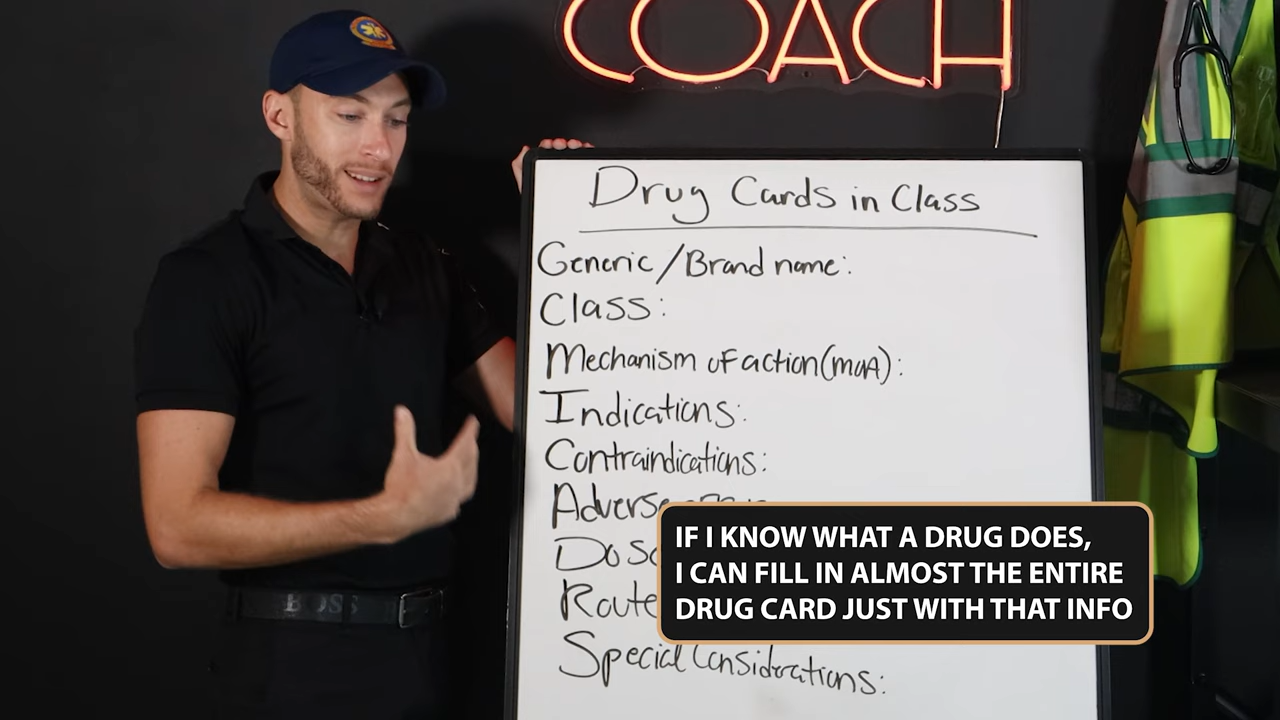 COACH
Drug Cards in Class
Generic/Brand name:
Class:
Mechanism of action (MOA):
Indications:
Contraindications:
Special Considerations:
IF I KNOW WHAT A DRUG DOES,
I CAN FILL IN ALMOST THE ENTIRE
DRUG CARD JUST WITH THAT INFO
BOSS